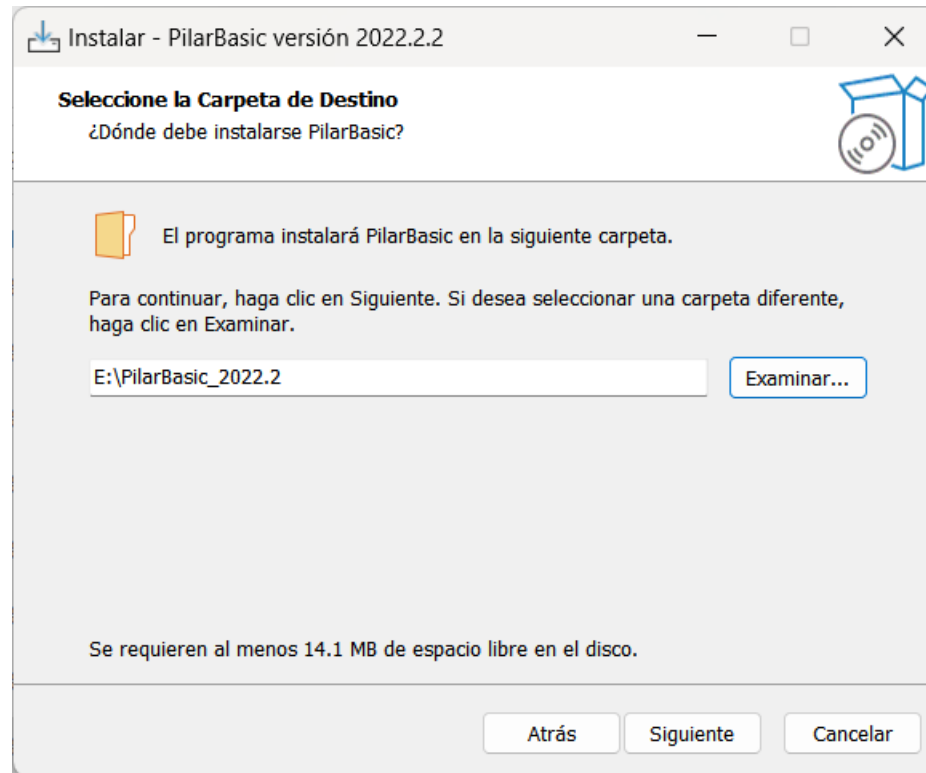 Instalar - PilarBasic versión 2022.2.2
Seleccione la Carpeta de Destino
¿Dónde debe instalarse PilarBasic?
El programa instalará PilarBasic en la siguiente carpeta.
Para continuar, haga clic en Siguiente. Si desea seleccionar una carpeta diferente,
haga clic en Examinar.
E:\PilarBasic_2022.2
Examinar...
Se requieren al menos 14.1 MB de espacio libre en el disco.
Atrás
Siguiente
Cancelar